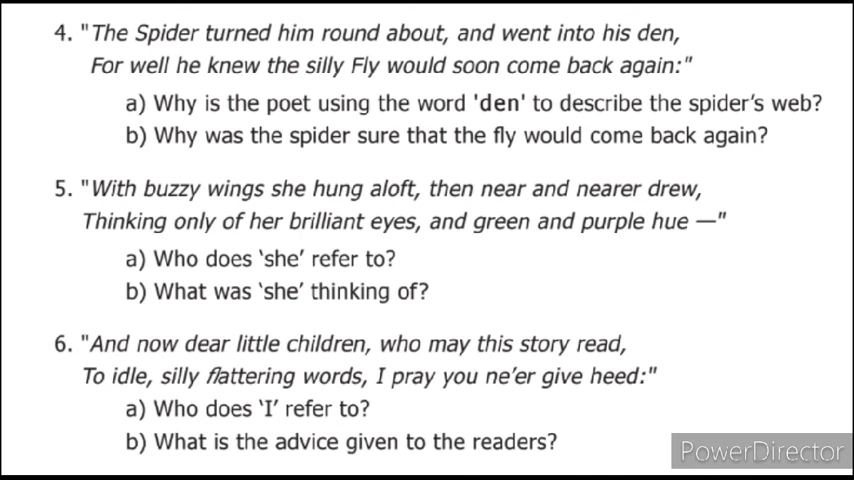 4. "The Spider turned him round about, and went into his den,
For well he knew the silly Fly would soon come back again:"
a) Why is the poet using the word 'den' to describe the spider's web?
b) Why was the spider sure that the fly would come back again?
5. "With buzzy wings she hung aloft, then near and nearer drew,
Thinking only of her brilliant eyes, and green and purple hue —"
a) Who does ‘she’ refer to?
b) What was ‘she’ thinking of?
6. "And now dear little children, who may this story read,
To idle, silly flattering words, I pray you ne'er give heed:"
a) Who does ‘I’ refer to?
b) What is the advice given to the readers?
PowerDirector